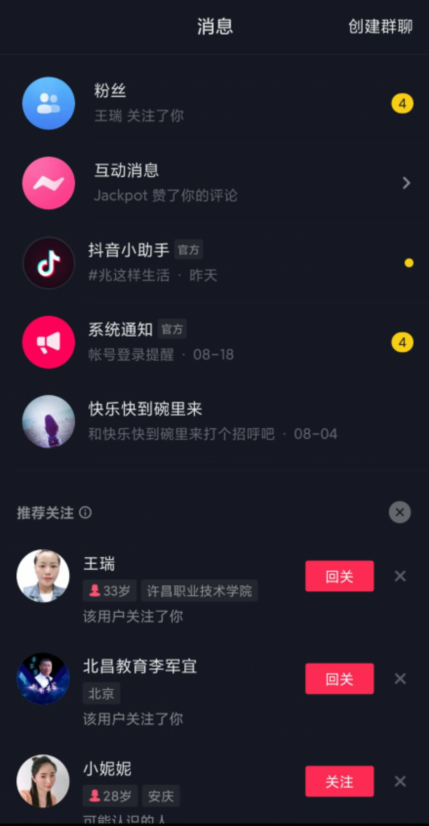 消息
创建群聊
粉丝
王瑞 关注了你
4
互动消息
Jackpot 赞了你的评论
抖音小助手 官方
#兆这样生活 · 昨天
系统通知 官方
帐号登录提醒 · 08-18
4
快乐快到碗里来
和快乐快到碗里来打个招呼吧 · 08-04
推荐关注
王瑞
33岁 许昌职业技术学院
该用户关注了你
回关
北昌教育李军宜
北京
该用户关注了你
回关
小妮妮
28岁 安庆
可能认识的人
关注